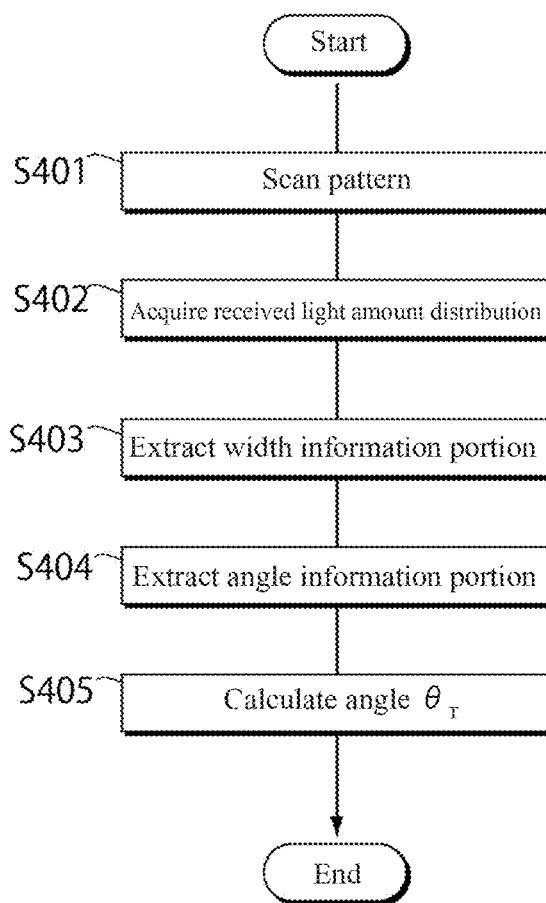 Start
S401 Scan pattern
S402 Acquire received light amount distribution
S403 Extract width information portion
S404 Extract angle information portion
S405 Calculate angle θT
End